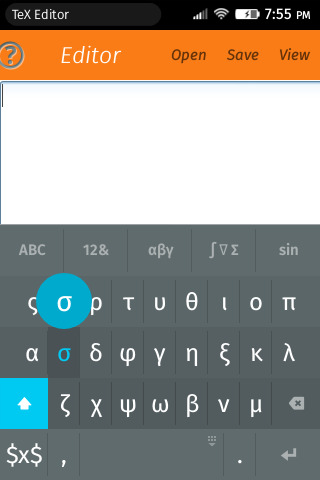 TeX Editor 7:55 PM
? Editor Open Save View
ABC 12& αβγ ∫∇Σ sin
ς σ ρ τ υ θ ι ο π
α σ δ φ γ η ξ κ λ
ζ χ ψ ω β ν μ
$x$ , .